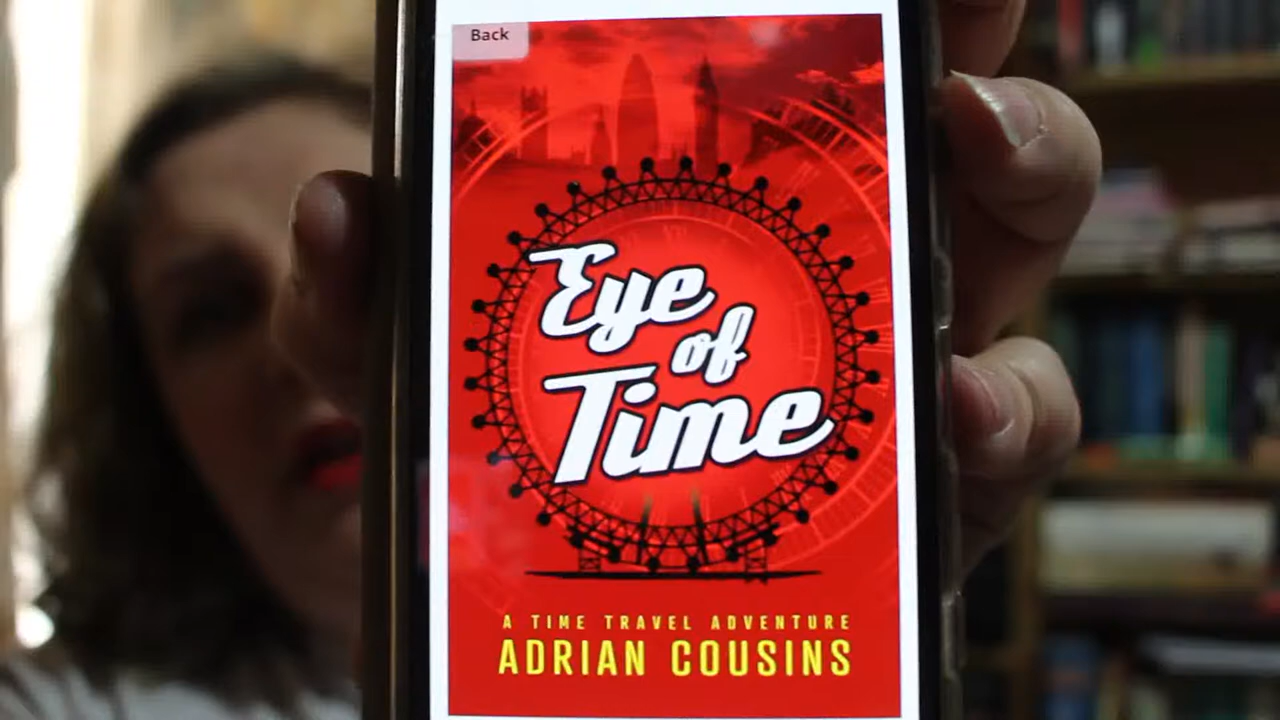 Back
Eye
of
Time
A TIME TRAVEL ADVENTURE
ADRIAN COUSINS